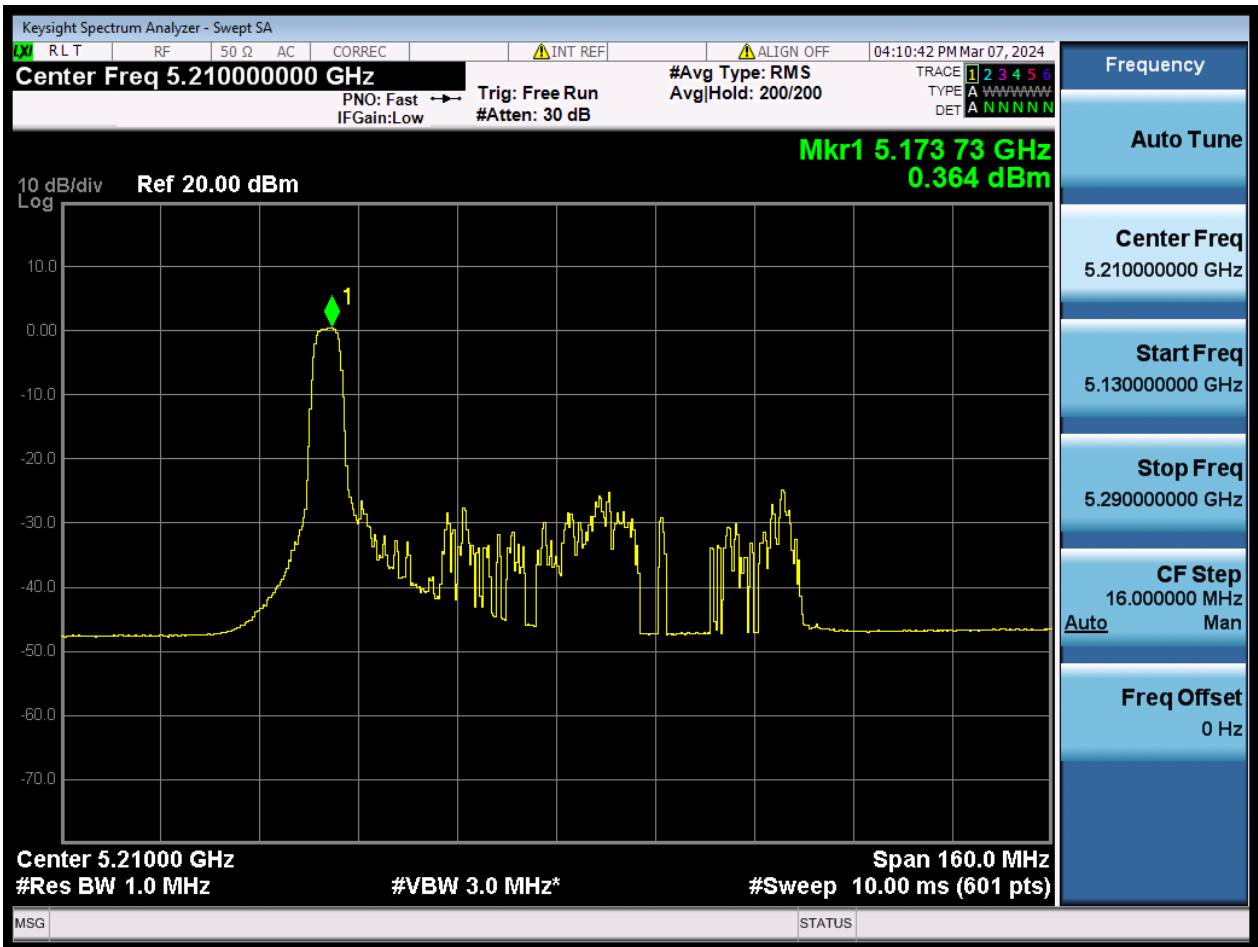 Keysight Spectrum Analyzer - Swept SA
LXI RLT RF 50 Ω AC CORREC INT REF ALIGN OFF 04:10:42 PM Mar 07, 2024
Center Freq 5.210000000 GHz
PNO: Fast
IFGain:Low
Trig: Free Run
#Atten: 30 dB
#Avg Type: RMS
Avg|Hold: 200/200
TRACE 1 2 3 4 5 6
TYPE A WWWWW
DET A N N N N N
Mkr1 5.173 73 GHz
0.364 dBm
10 dB/div Ref 20.00 dBm
Log
10.0
0.00
-10.0
-20.0
-30.0
-40.0
-50.0
-60.0
-70.0
1
Center 5.21000 GHz
Span 160.0 MHz
#Res BW 1.0 MHz
#VBW 3.0 MHz*
#Sweep 10.00 ms (601 pts)
MSG
STATUS
Frequency
Auto Tune
Center Freq
5.210000000 GHz
Start Freq
5.130000000 GHz
Stop Freq
5.290000000 GHz
CF Step
16.000000 MHz
Auto Man
Freq Offset
0 Hz